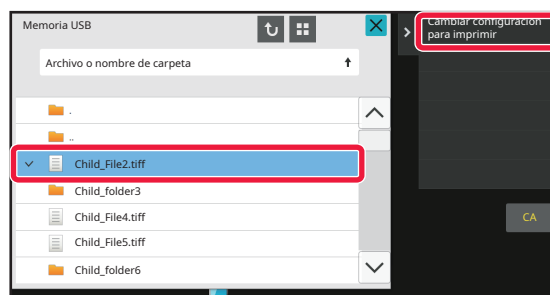 Memoria USB
Archivo o nombre de carpeta
.
..
Child_File2.tiff
Child_folder3
Child_File4.tiff
Child_File5.tiff
Child_folder6
Cambiar configuración
para imprimir
CA